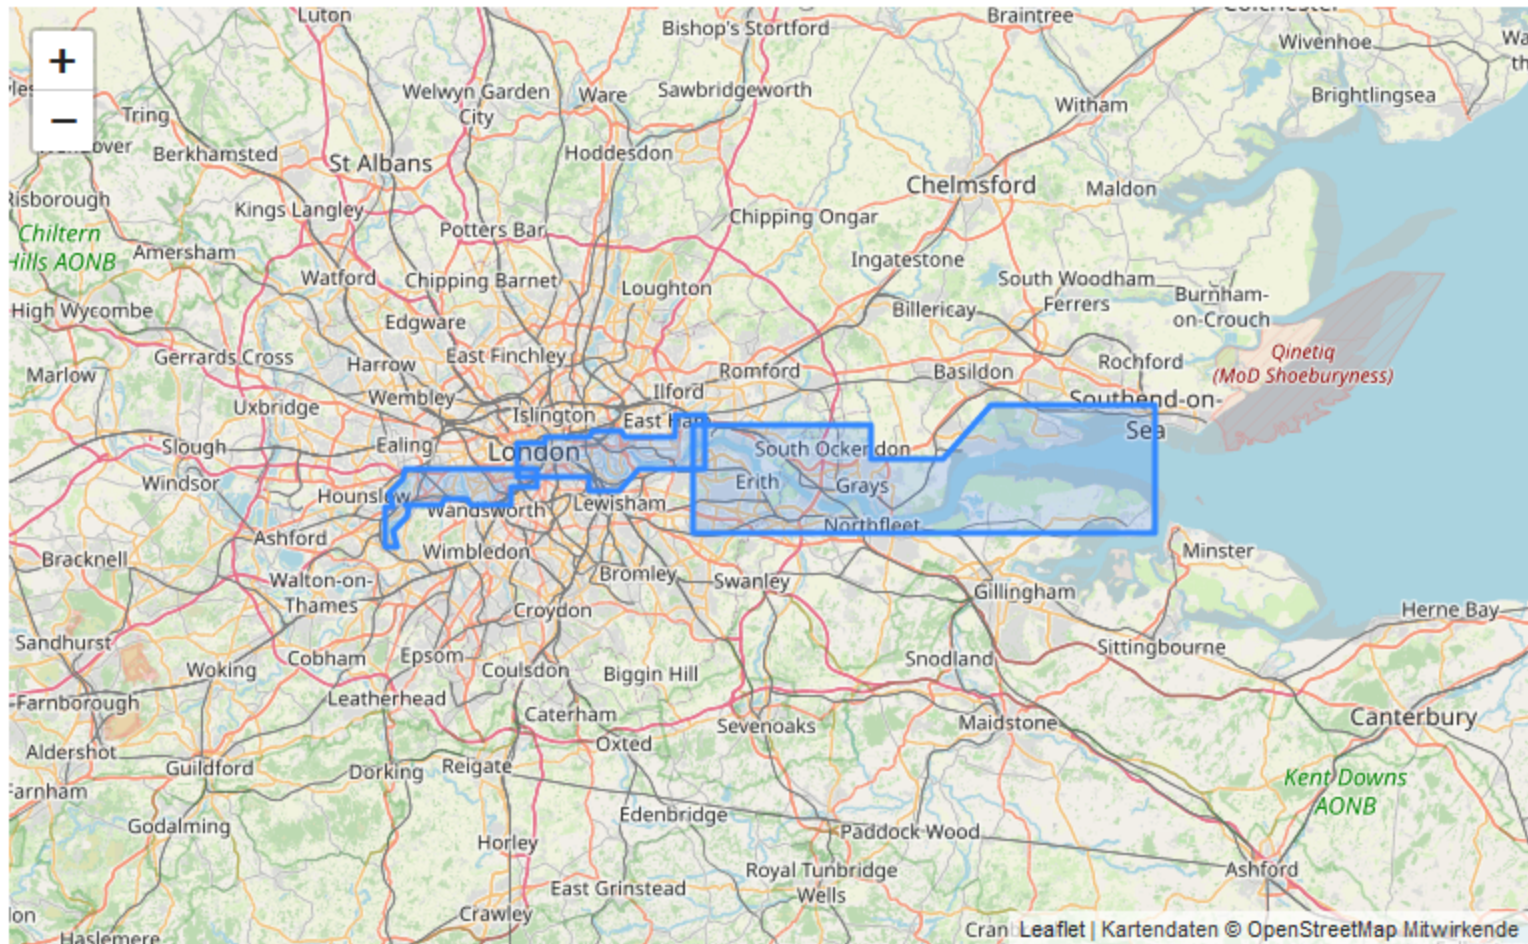 Luton
Braintree
Bishop's Stortford
Wivenhoe
+
Welwyn Garden
City
Ware
Sawbridgeworth
Witham
Brightlingsea
Tring
−
Berkhamsted
St Albans
Hoddesdon
Risborough
Kings Langley
Chelmsford
Maldon
Chipping Ongar
Chiltern
Hills AONB
Potters Bar
Amersham
Ingatestone
Watford
Chipping Barnet
Loughton
South Woodham
Ferrers
Burnham-
on-Crouch
High Wycombe
Edgware
Billericay
Gerrards Cross
Harrow
East Finchley
Romford
Basildon
Rochford
Qinetiq
(MoD Shoeburyness)
Marlow
Wembley
Ilford
Southend-on-
Sea
Uxbridge
Islington
East Ham
Slough
Ealing
London
South Ockendon
Windsor
Hounslow
Erith
Grays
Wandsworth
Lewisham
Northfleet
Ashford
Bracknell
Wimbledon
Bromley
Swanley
Minster
Walton-on-
Thames
Croydon
Gillingham
Herne Bay
Sandhurst
Cobham
Epsom
Coulsdon
Biggin Hill
Snodland
Sittingbourne
Woking
Farnborough
Leatherhead
Caterham
Sevenoaks
Maidstone
Canterbury
Aldershot
Guildford
Dorking
Reigate
Oxted
Kent Downs
AONB
Farnham
Godalming
Edenbridge
Paddock Wood
Horley
Royal Tunbridge
Wells
Ashford
East Grinstead
Crawley
Haslemere
Leaflet | Kartendaten © OpenStreetMap Mitwirkende